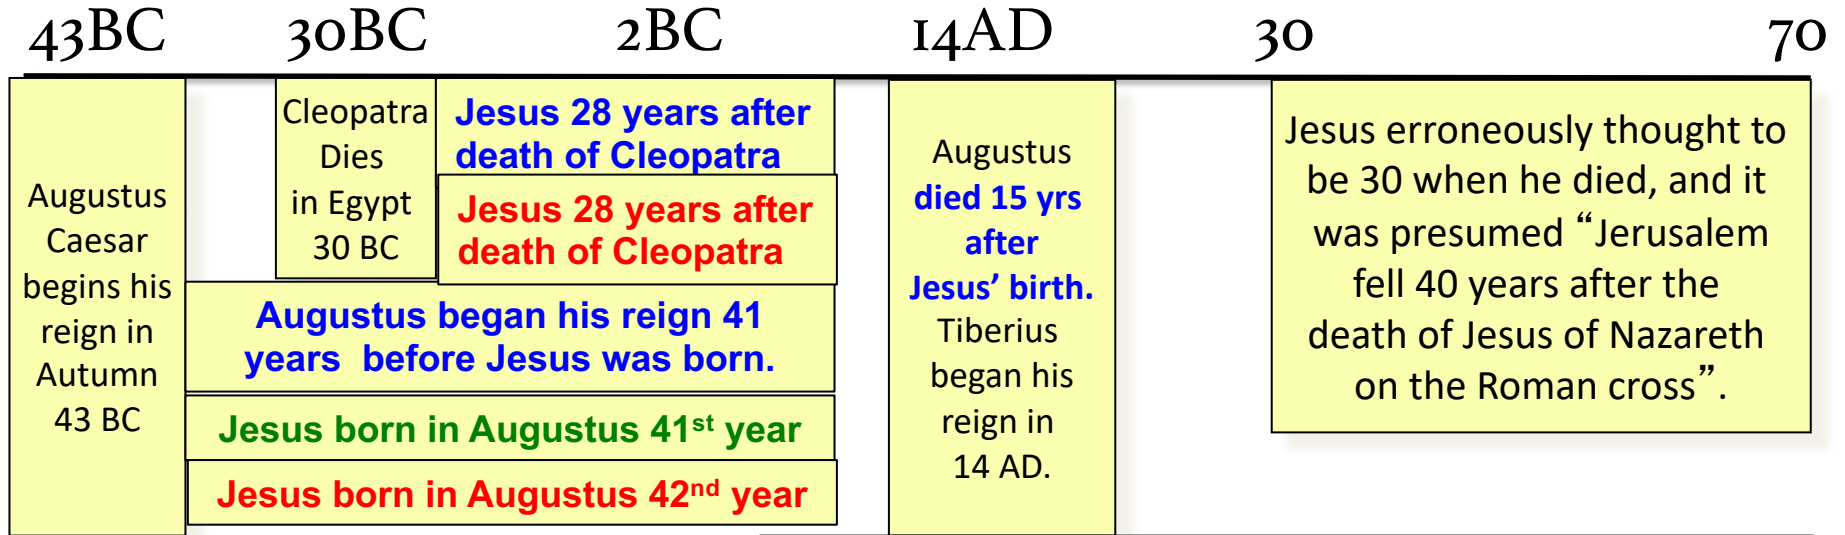 43BC 30BC 2BC 14AD 30 70
Augustus
Caesar
begins his
reign in
Autumn
43 BC
Cleopatra
Dies
in Egypt
30 BC
Jesus 28 years after
death of Cleopatra
Jesus 28 years after
death of Cleopatra
Augustus began his reign 41
years before Jesus was born.
Jesus born in Augustus 41st year
Jesus born in Augustus 42nd year
Augustus
died 15 yrs
after
Jesus’ birth.
Tiberius
began his
reign in
14 AD.
Jesus erroneously thought to
be 30 when he died, and it
was presumed “Jerusalem
fell 40 years after the
death of Jesus of Nazareth
on the Roman cross”.